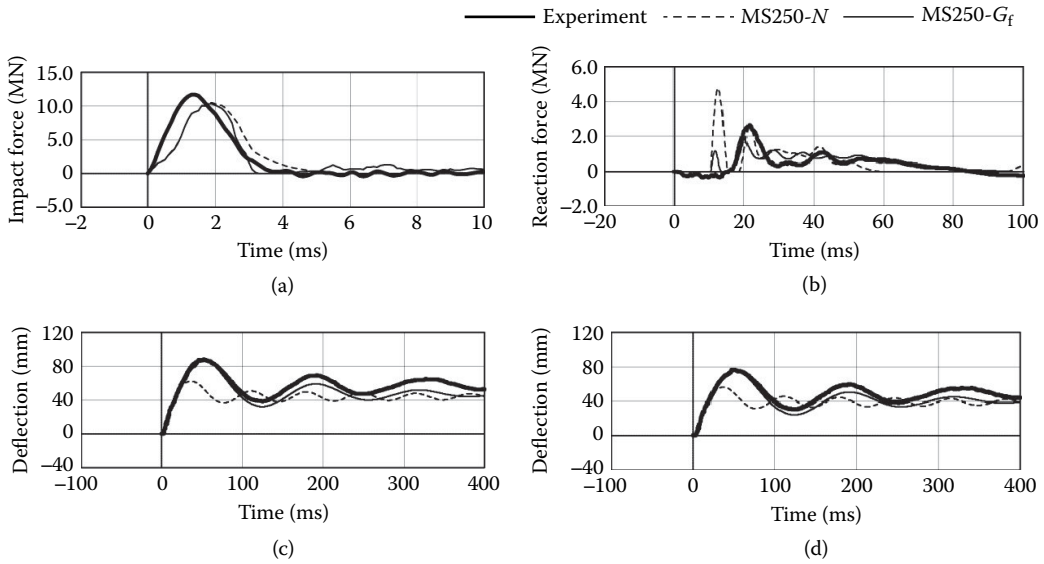 Experiment MS250-N MS250-Gf
Impact force (MN)
15.0
10.0
5.0
0
−5.0
−2 0 2 4 6 8 10
Time (ms)
(a)
Reaction force (MN)
6.0
4.0
2.0
0
−2.0
−20 0 20 40 60 80 100
Time (ms)
(b)
Deflection (mm)
120
80
40
0
−40
−100 0 100 200 300 400
Time (ms)
(c)
Deflection (mm)
120
80
40
0
−40
−100 0 100 200 300 400
Time (ms)
(d)